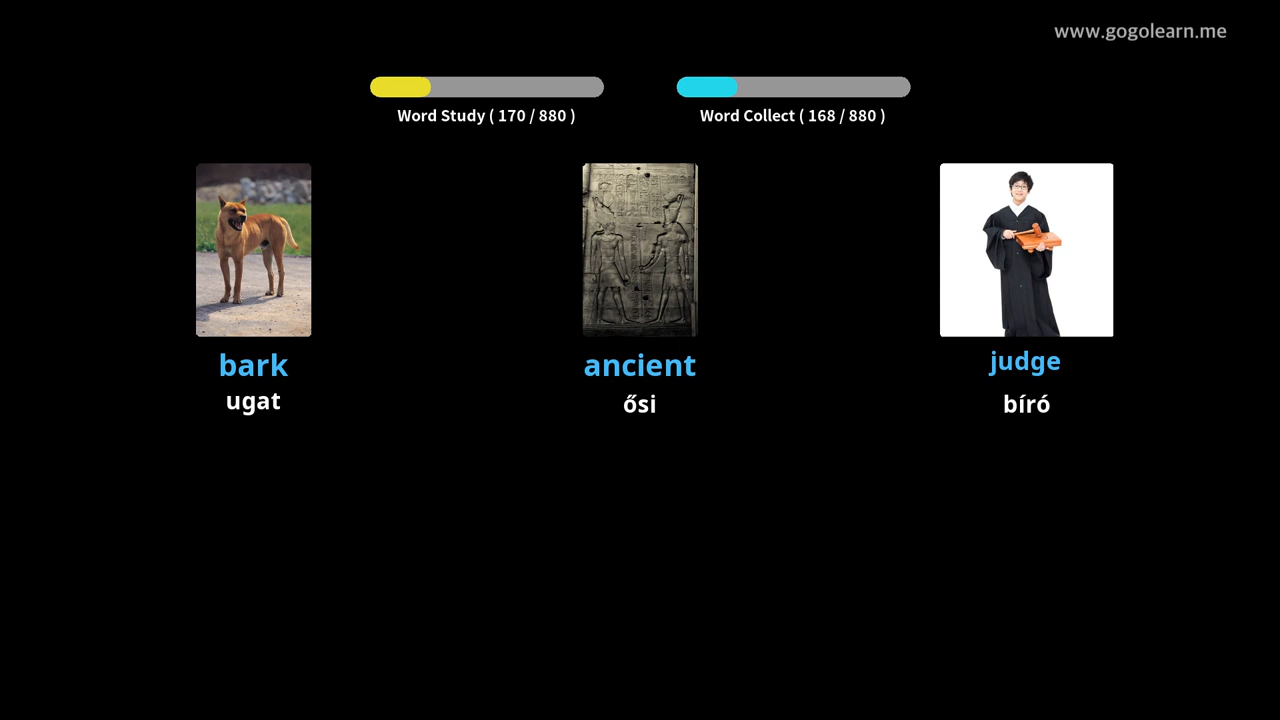 www.gogolearn.me
Word Study ( 170 / 880 )
Word Collect ( 168 / 880 )
bark
ugat
ancient
ősi
judge
bíró